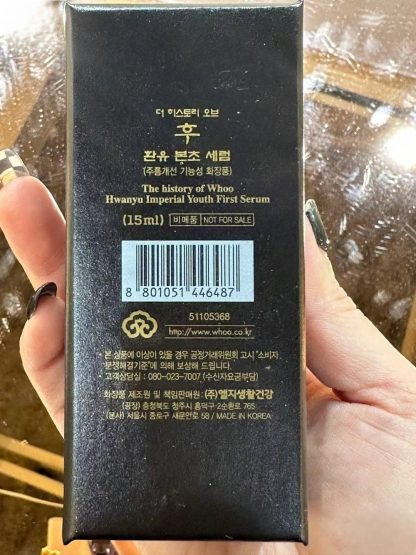 더 히스토리 오브
후
환유 본초 세럼
(주름개선 기능성 화장품)
The history of Whoo
Hwanyu Imperial Youth First Serum
(15ml) 비매품 NOT FOR SALE
8 801051 446487
51105368
http://www.whoo.co.kr
· 본 상품에 이상이 있을 경우 공정거래위원회 고시 "소비자
분쟁해결기준"에 의해 보상해 드립니다.
고객상담실 : 080-023-7007 (수신자요금부담)
화장품 제조원 및 책임판매원 : (주)엘지생활건강
(공장) 충청북도 청주시 흥덕구 2순환로 765
(본사) 서울시 종로구 새문안로 58 / MADE IN KOREA